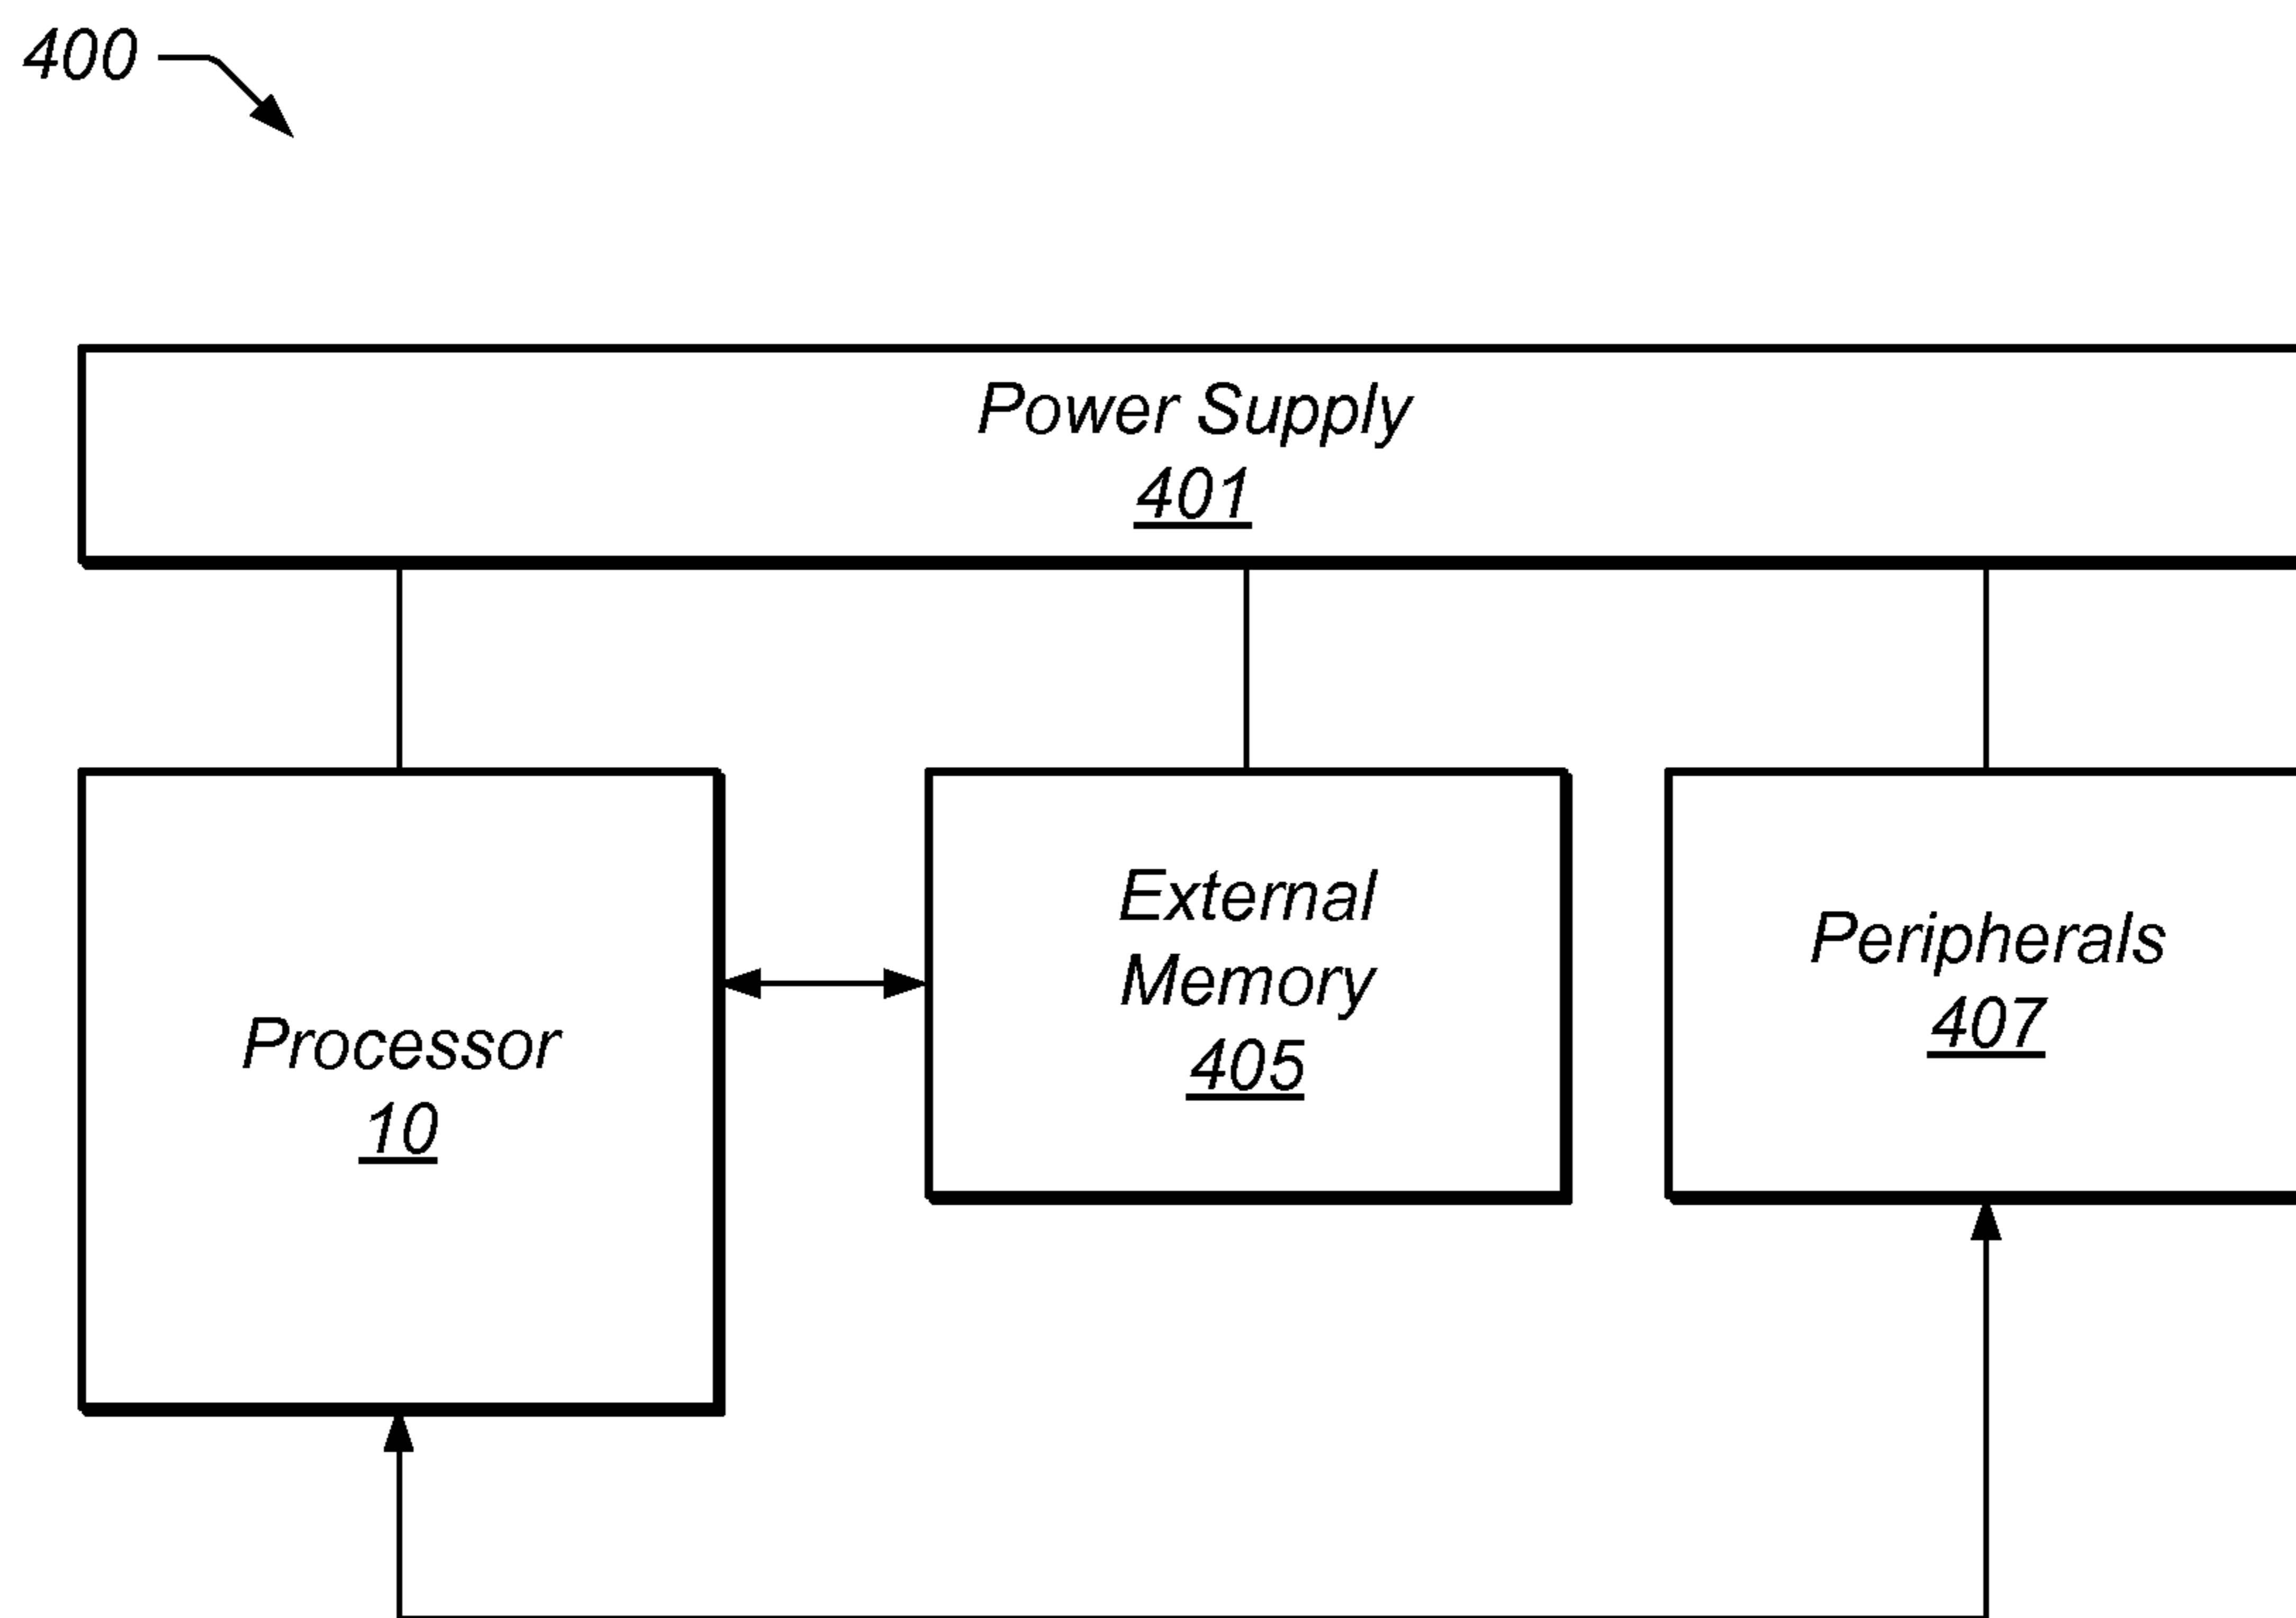 400
Power Supply
401
Processor
10
External
Memory
405
Peripherals
407